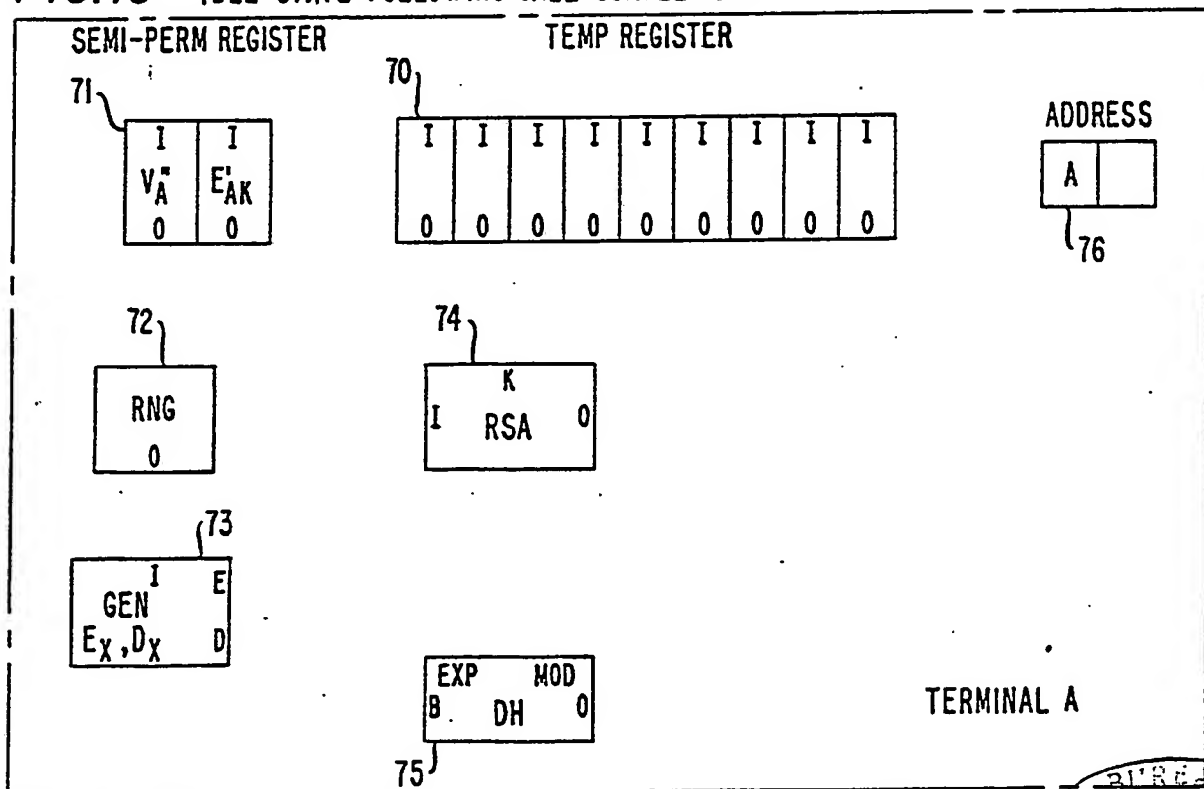 SEMI-PERM REGISTER
TEMP REGISTER
71
70
ADDRESS
I I
V"A E'AK
0 0
I I I I I I I I
0 0 0 0 0 0 0 0
A
76
72
RNG
0
74
K
I RSA 0
73
I E
GEN
EX,DX D
EXP MOD
B DH 0
75
TERMINAL A